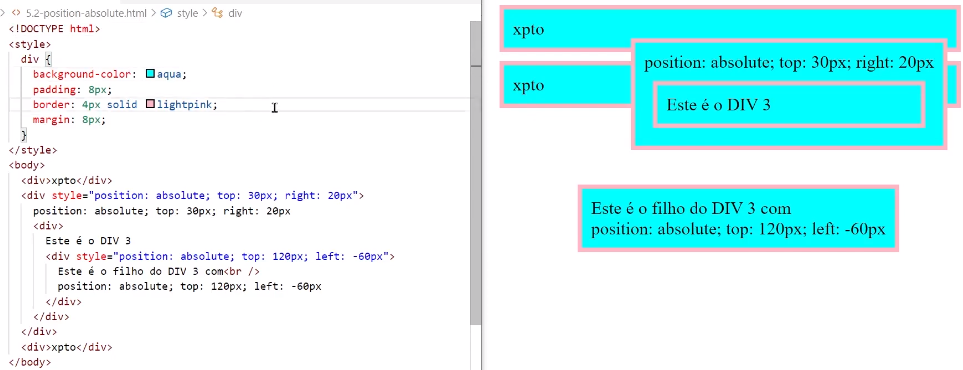 5.2-position-absolute.html > style > div
<!DOCTYPE html>
<style>
div {
background-color: aqua;
padding: 8px;
border: 4px solid lightpink;
margin: 8px;
}
</style>
<body>
<div>xpto</div>
<div style="position: absolute; top: 30px; right: 20px">
position: absolute; top: 30px; right: 20px
<div>
Este é o DIV 3
<div style="position: absolute; top: 120px; left: -60px">
Este é o filho do DIV 3 com<br />
position: absolute; top: 120px; left: -60px
</div>
</div>
</div>
<div>xpto</div>
</body>
xpto
position: absolute; top: 30px; right: 20px
xpto
Este é o DIV 3
Este é o filho do DIV 3 com
position: absolute; top: 120px; left: -60px